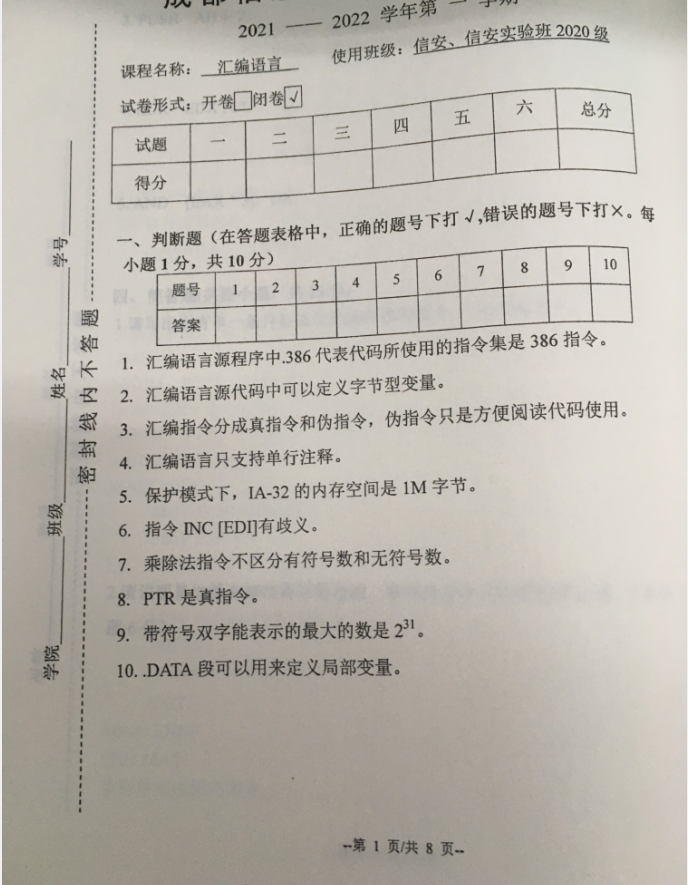 2021 —— 2022 学年第 一 学期
课程名称： 汇编语言 使用班级：信安、信安实验班 2020 级
试卷形式：开卷□闭卷√
试题 一 二 三 四 五 六 总分
得分
一、判断题（在答题表格中，正确的题号下打√,错误的题号下打×。每
小题 1 分，共 10 分）
题号 1 2 3 4 5 6 7 8 9 10
答案
1. 汇编语言源程序中.386 代表代码所使用的指令集是 386 指令。
2. 汇编语言源代码中可以定义字节型变量。
3. 汇编指令分成真指令和伪指令，伪指令只是方便阅读代码使用。
4. 汇编语言只支持单行注释。
5. 保护模式下，IA-32 的内存空间是 1M 字节。
6. 指令 INC [EDI]有歧义。
7. 乘除法指令不区分有符号数和无符号数。
8. PTR 是真指令。
9. 带符号双字能表示的最大的数是 2³¹。
10. .DATA 段可以用来定义局部变量。
--第 1 页/共 8 页--
学院 班级 姓名 学号
密封线内不答题